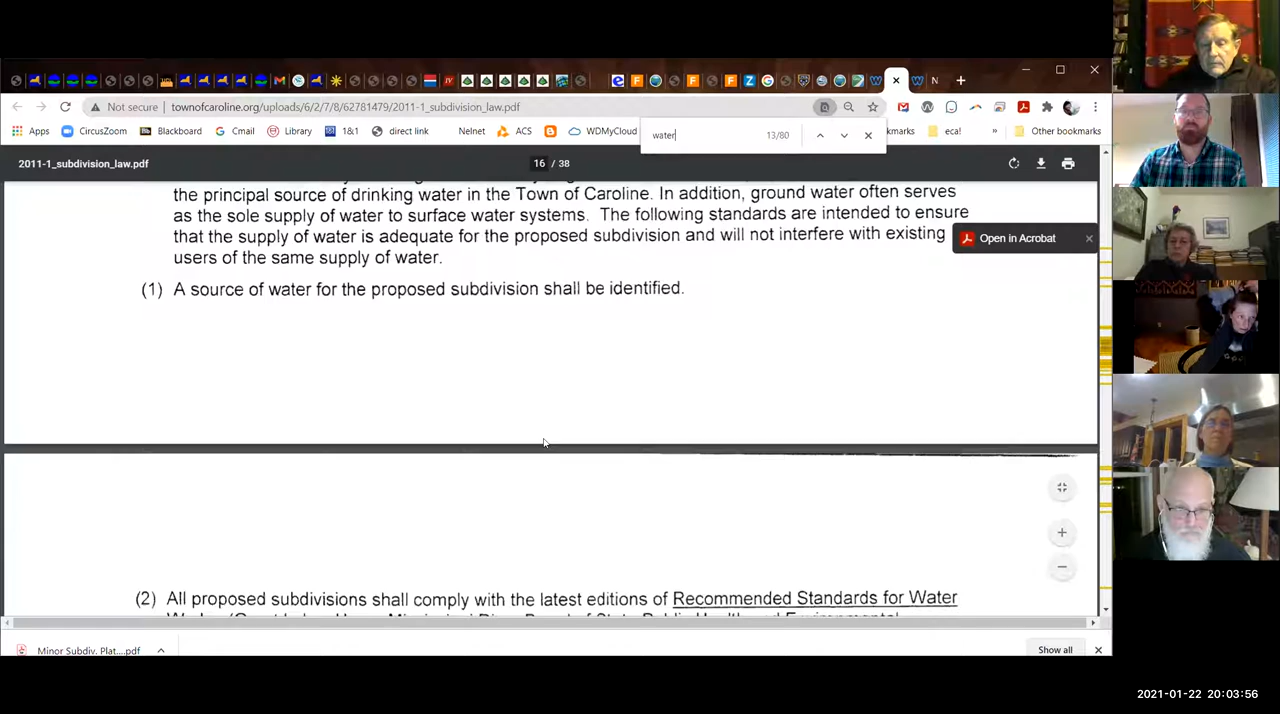 Not secure townofcaroline.org/uploads/6/2/7/8/62781479/2011-1_subdivision_law.pdf
Apps CircusZoom Blackboard Gmail Library 1&1 direct link Nelnet ACS WDMyCloud kmarks eca! » Other bookmarks
water 13/80
2011-1_subdivision_law.pdf 16 / 38
the principal source of drinking water in the Town of Caroline. In addition, ground water often serves
as the sole supply of water to surface water systems. The following standards are intended to ensure
that the supply of water is adequate for the proposed subdivision and will not interfere with existing
Open in Acrobat
users of the same supply of water.
(1) A source of water for the proposed subdivision shall be identified.
(2) All proposed subdivisions shall comply with the latest editions of Recommended Standards for Water
Minor Subdiv. Plat....pdf
Show all
2021-01-22 20:03:56